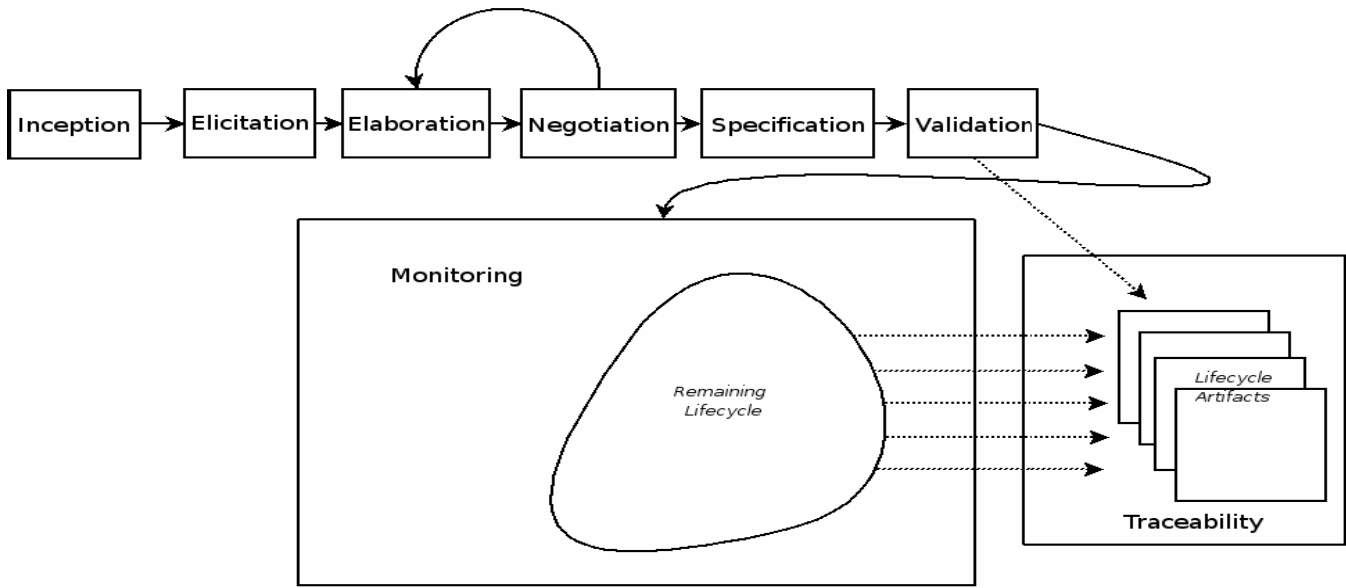 Inception
Elicitation
Elaboration
Negotiation
Specification
Validation
Monitoring
Remaining
Lifecycle
Lifecycle
Artifacts
Traceability